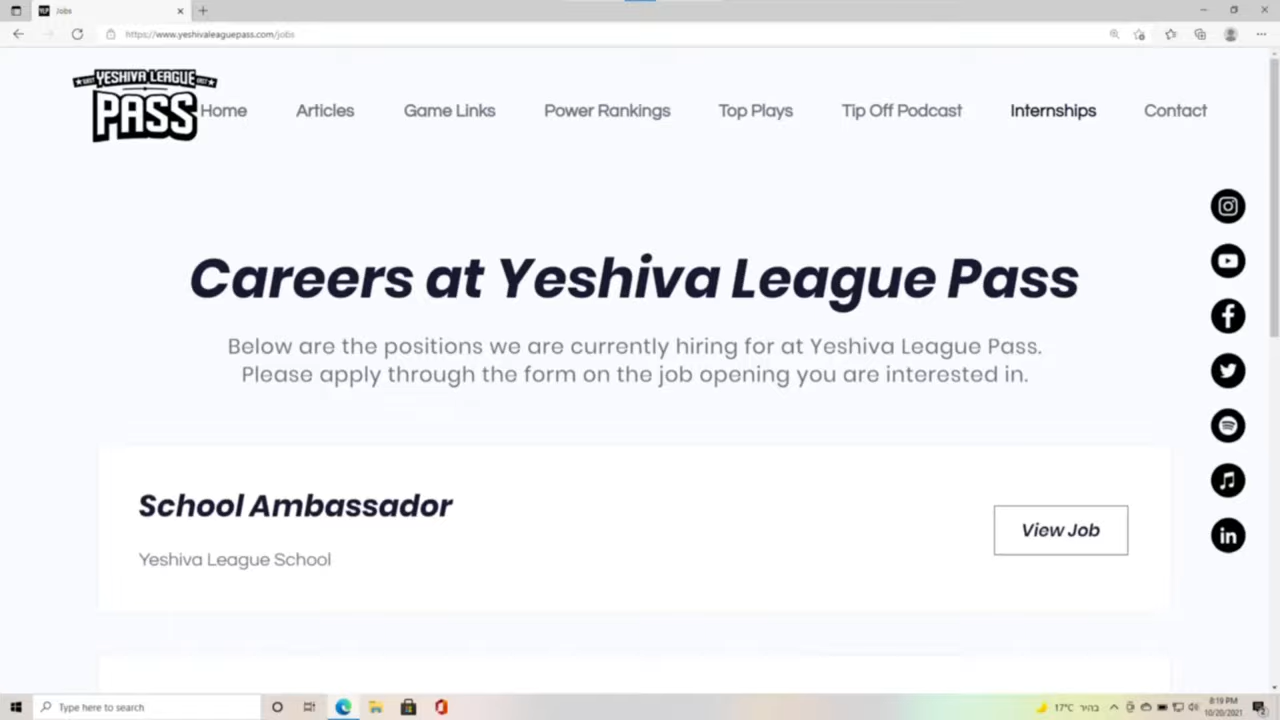 YLP Jobs
https://www.yeshivaleaguepass.com/jobs
YESHIVA LEAGUE
PASS
Home Articles Game Links Power Rankings Top Plays Tip Off Podcast Internships Contact
Careers at Yeshiva League Pass
Below are the positions we are currently hiring for at Yeshiva League Pass.
Please apply through the form on the job opening you are interested in.
School Ambassador
View Job
Yeshiva League School
Type here to search
17°C בהיר
8:19 PM
10/20/2021